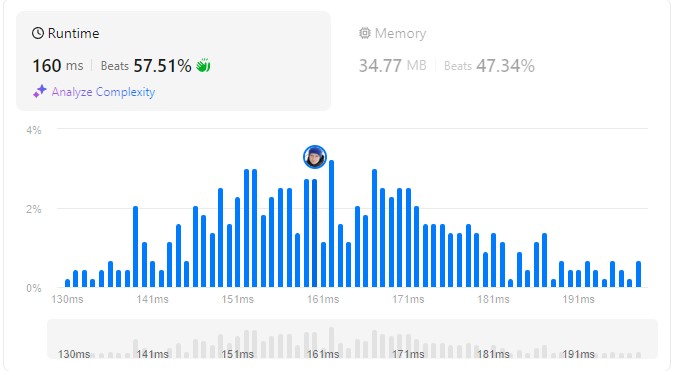 Runtime
160 ms | Beats 57.51%
Analyze Complexity
Memory
34.77 MB | Beats 47.34%
4%
2%
0%
130ms 141ms 151ms 161ms 171ms 181ms 191ms
130ms 141ms 151ms 161ms 171ms 181ms 191ms